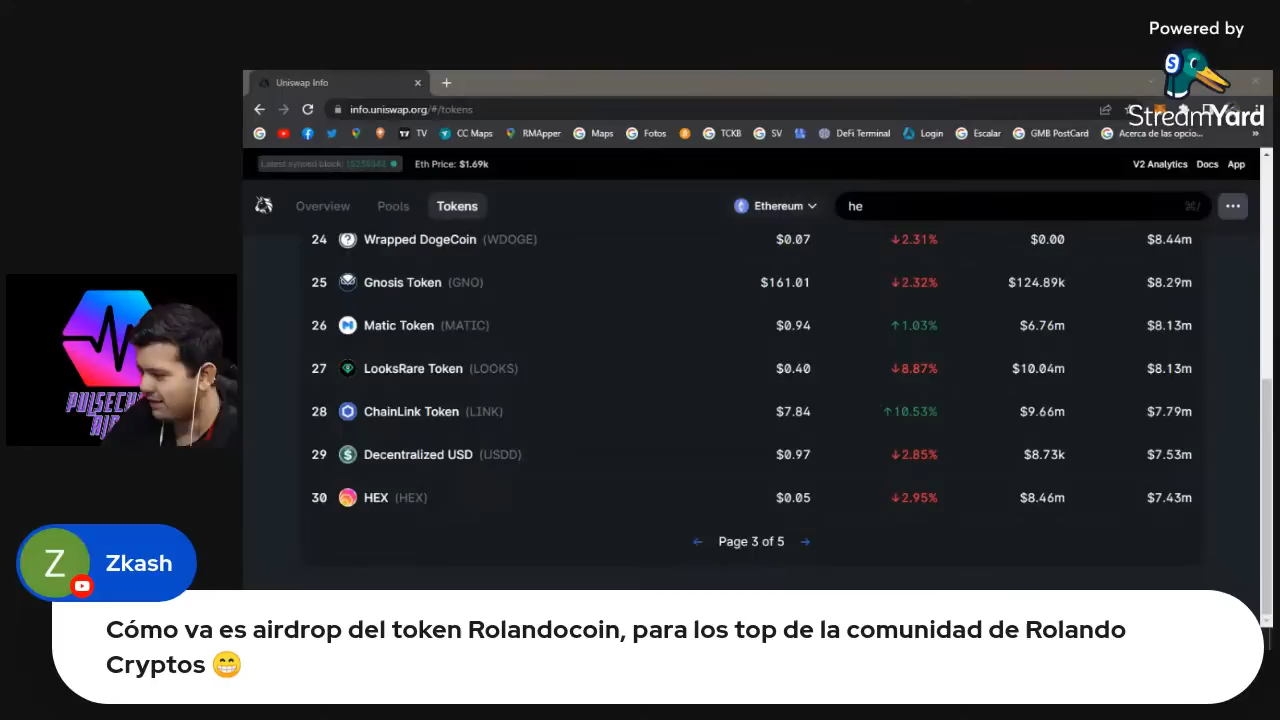 Powered by
StreamYard
Uniswap Info
info.uniswap.org/#/tokens
TV CC Maps RMApper Maps Fotos TCKB SV DeFi Terminal Login Escalar GMB PostCard Acerca de las opcio... »
Latest synced block: Eth Price: $1.69k V2 Analytics Docs App
Overview Pools Tokens Ethereum he ⌘/ ...
24 Wrapped DogeCoin (WDOGE) $0.07 ↓2.31% $0.00 $8.44m
25 Gnosis Token (GNO) $161.01 ↓2.32% $124.89k $8.29m
26 Matic Token (MATIC) $0.94 ↑1.03% $6.76m $8.13m
27 LooksRare Token (LOOKS) $0.40 ↓8.87% $10.04m $8.13m
28 ChainLink Token (LINK) $7.84 ↑10.53% $9.66m $7.79m
29 Decentralized USD (USDD) $0.97 ↓2.85% $8.73k $7.53m
30 HEX (HEX) $0.05 ↓2.95% $8.46m $7.43m
← Page 3 of 5 →
Z Zkash
Cómo va es airdrop del token Rolandocoin, para los top de la comunidad de Rolando
Cryptos 😁